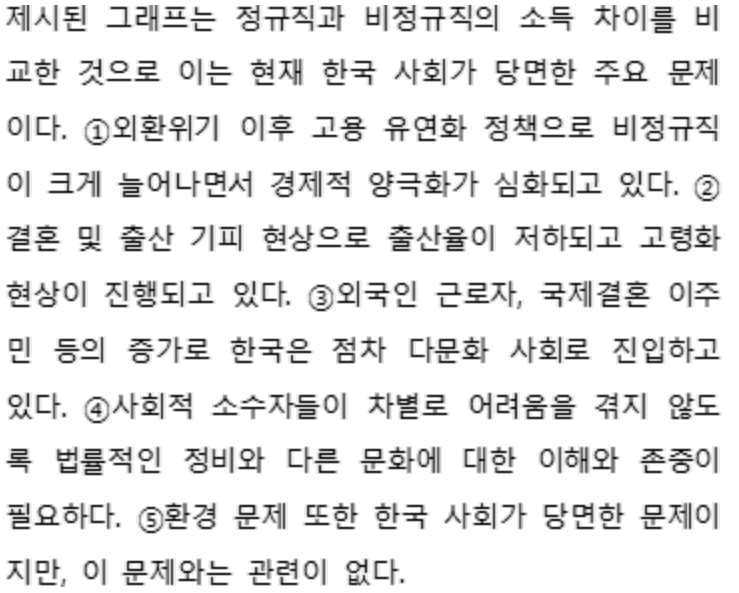 제시된 그래프는 정규직과 비정규직의 소득 차이를 비
교한 것으로 이는 현재 한국 사회가 당면한 주요 문제
이다. ①외환위기 이후 고용 유연화 정책으로 비정규직
이 크게 늘어나면서 경제적 양극화가 심화되고 있다. ②
결혼 및 출산 기피 현상으로 출산율이 저하되고 고령화
현상이 진행되고 있다. ③외국인 근로자, 국제결혼 이주
민 등의 증가로 한국은 점차 다문화 사회로 진입하고
있다. ④사회적 소수자들이 차별로 어려움을 겪지 않도
록 법률적인 정비와 다른 문화에 대한 이해와 존중이
필요하다. ⑤환경 문제 또한 한국 사회가 당면한 문제이
지만, 이 문제와는 관련이 없다.